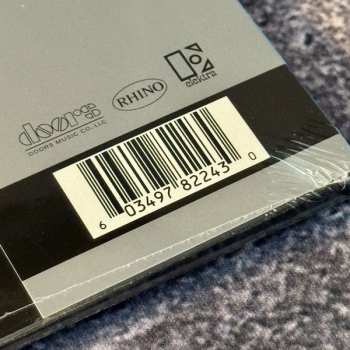 doors
DOORS MUSIC CO. LLC
RHINO
elektra
6 03497 82243 0